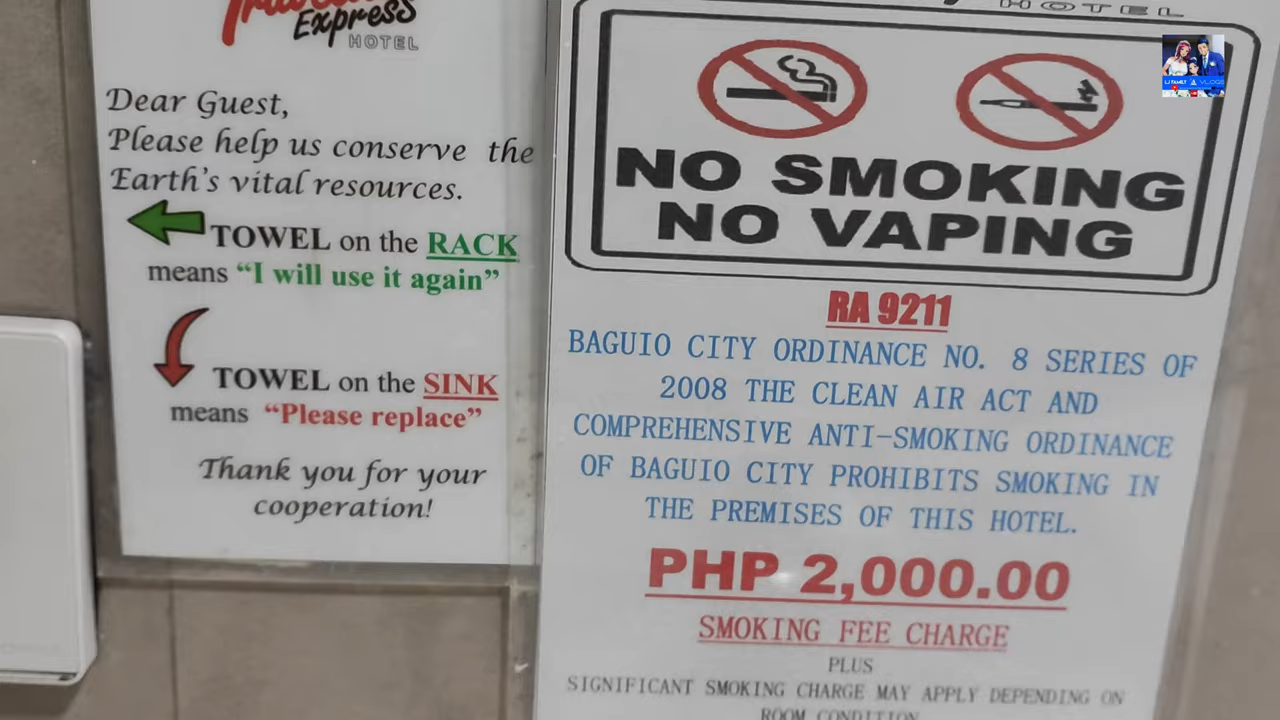 Express
HOTEL
Dear Guest,
Please help us conserve the
Earth's vital resources.
TOWEL on the RACK
means "I will use it again"
TOWEL on the SINK
means "Please replace"
Thank you for your
cooperation!
HOTEL
NO SMOKING
NO VAPING
RA 9211
BAGUIO CITY ORDINANCE NO. 8 SERIES OF
2008 THE CLEAN AIR ACT AND
COMPREHENSIVE ANTI-SMOKING ORDINANCE
OF BAGUIO CITY PROHIBITS SMOKING IN
THE PREMISES OF THIS HOTEL.
PHP 2,000.00
SMOKING FEE CHARGE
PLUS
SIGNIFICANT SMOKING CHARGE MAY APPLY DEPENDING ON
ROOM CONDITION
LJ FAMILY VLOGS